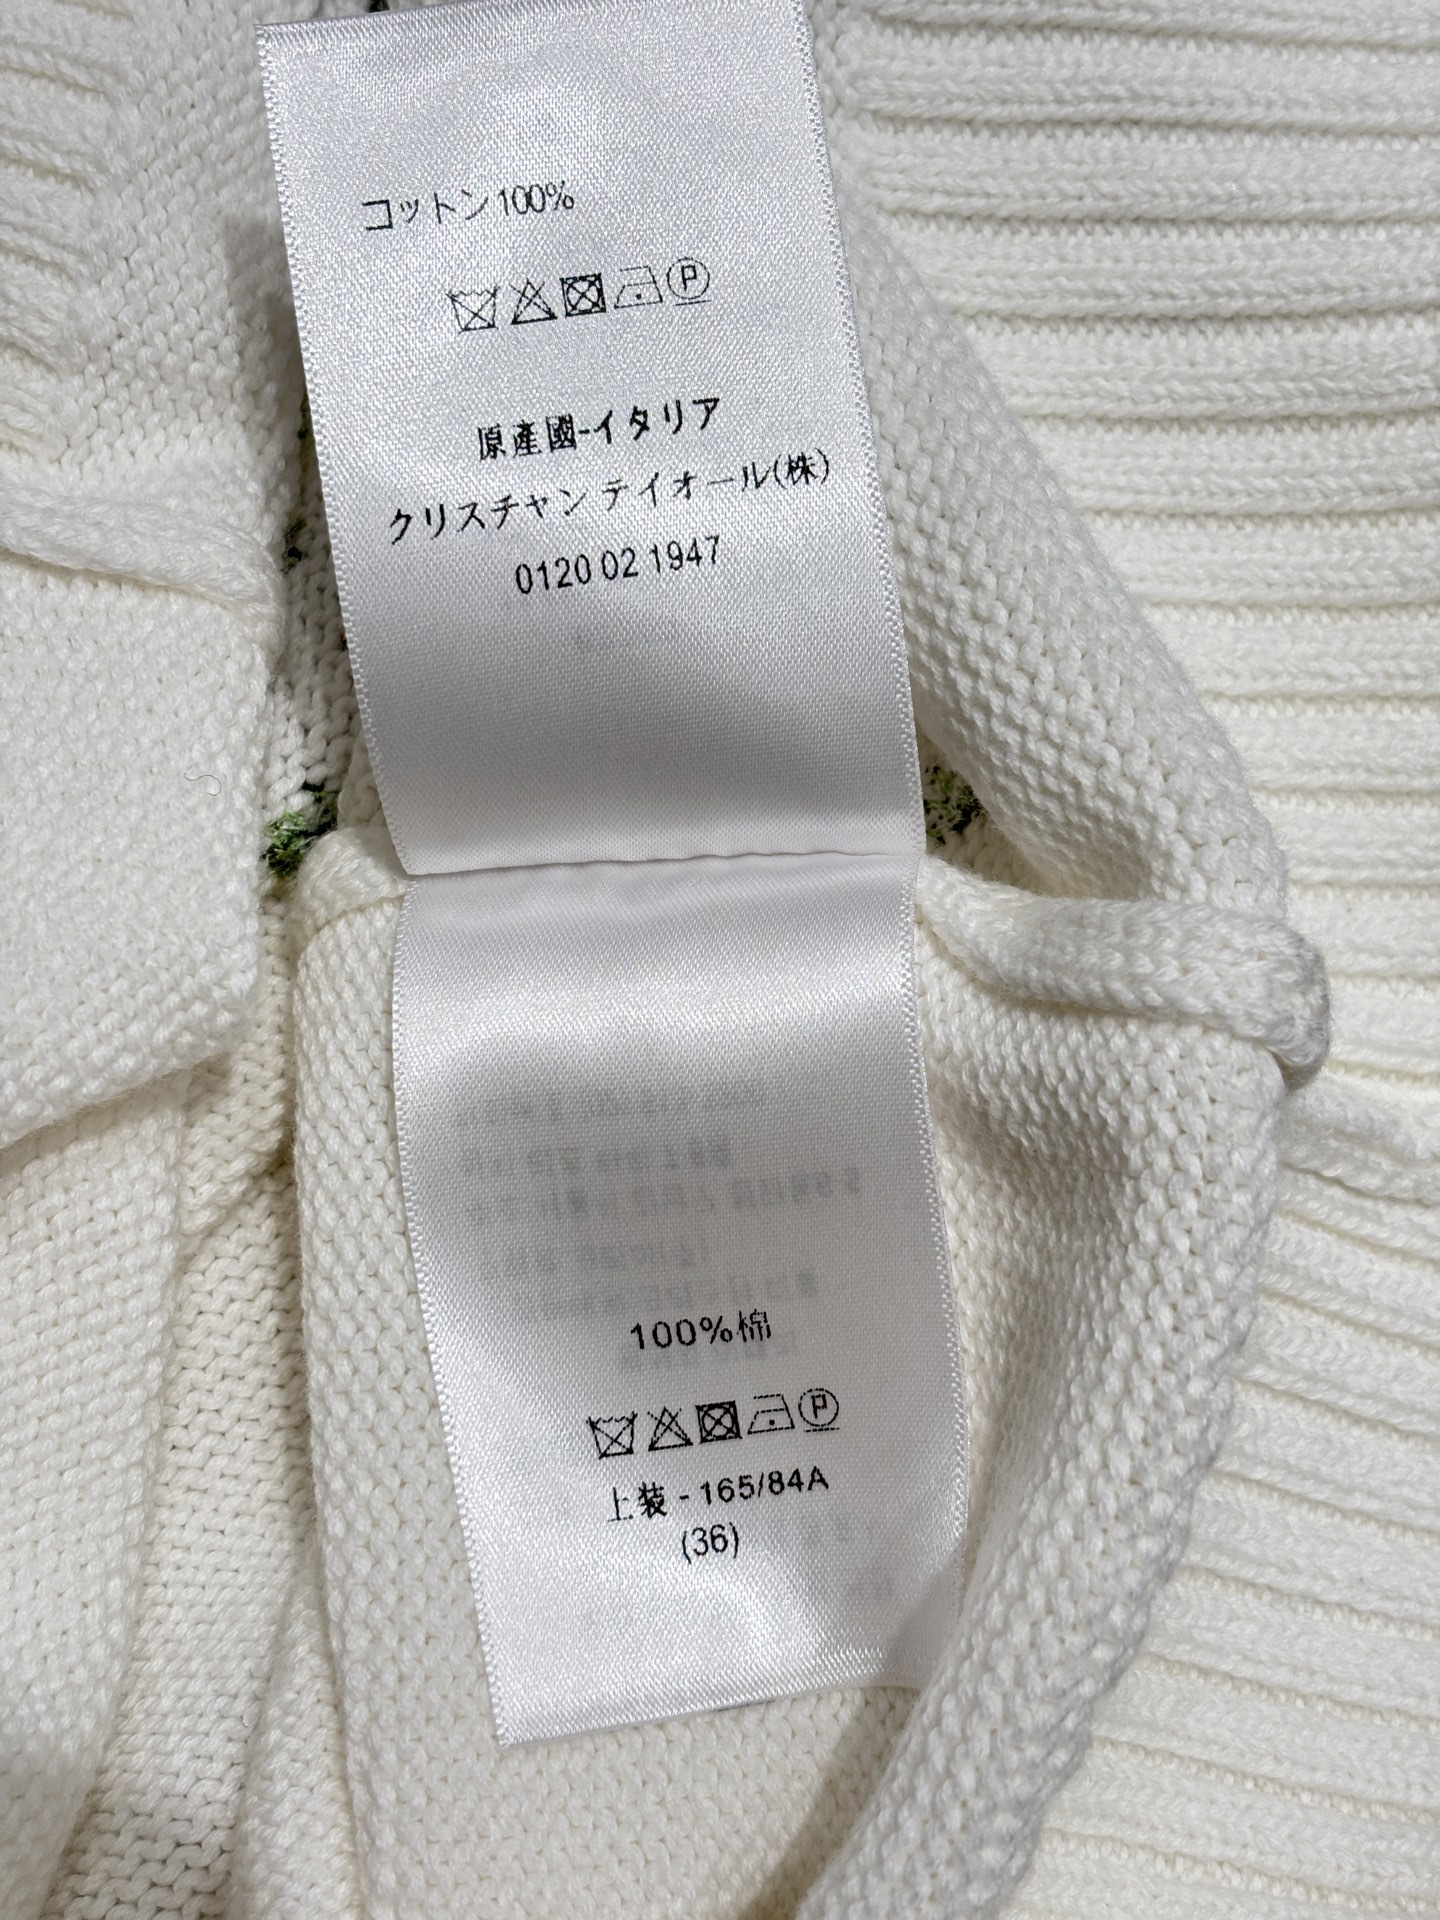 コットン100%
P
原產國-イタリア
クリスチャン ディオール(株)
0120 02 1947
100%棉
P
上装 - 165/84A
(36)